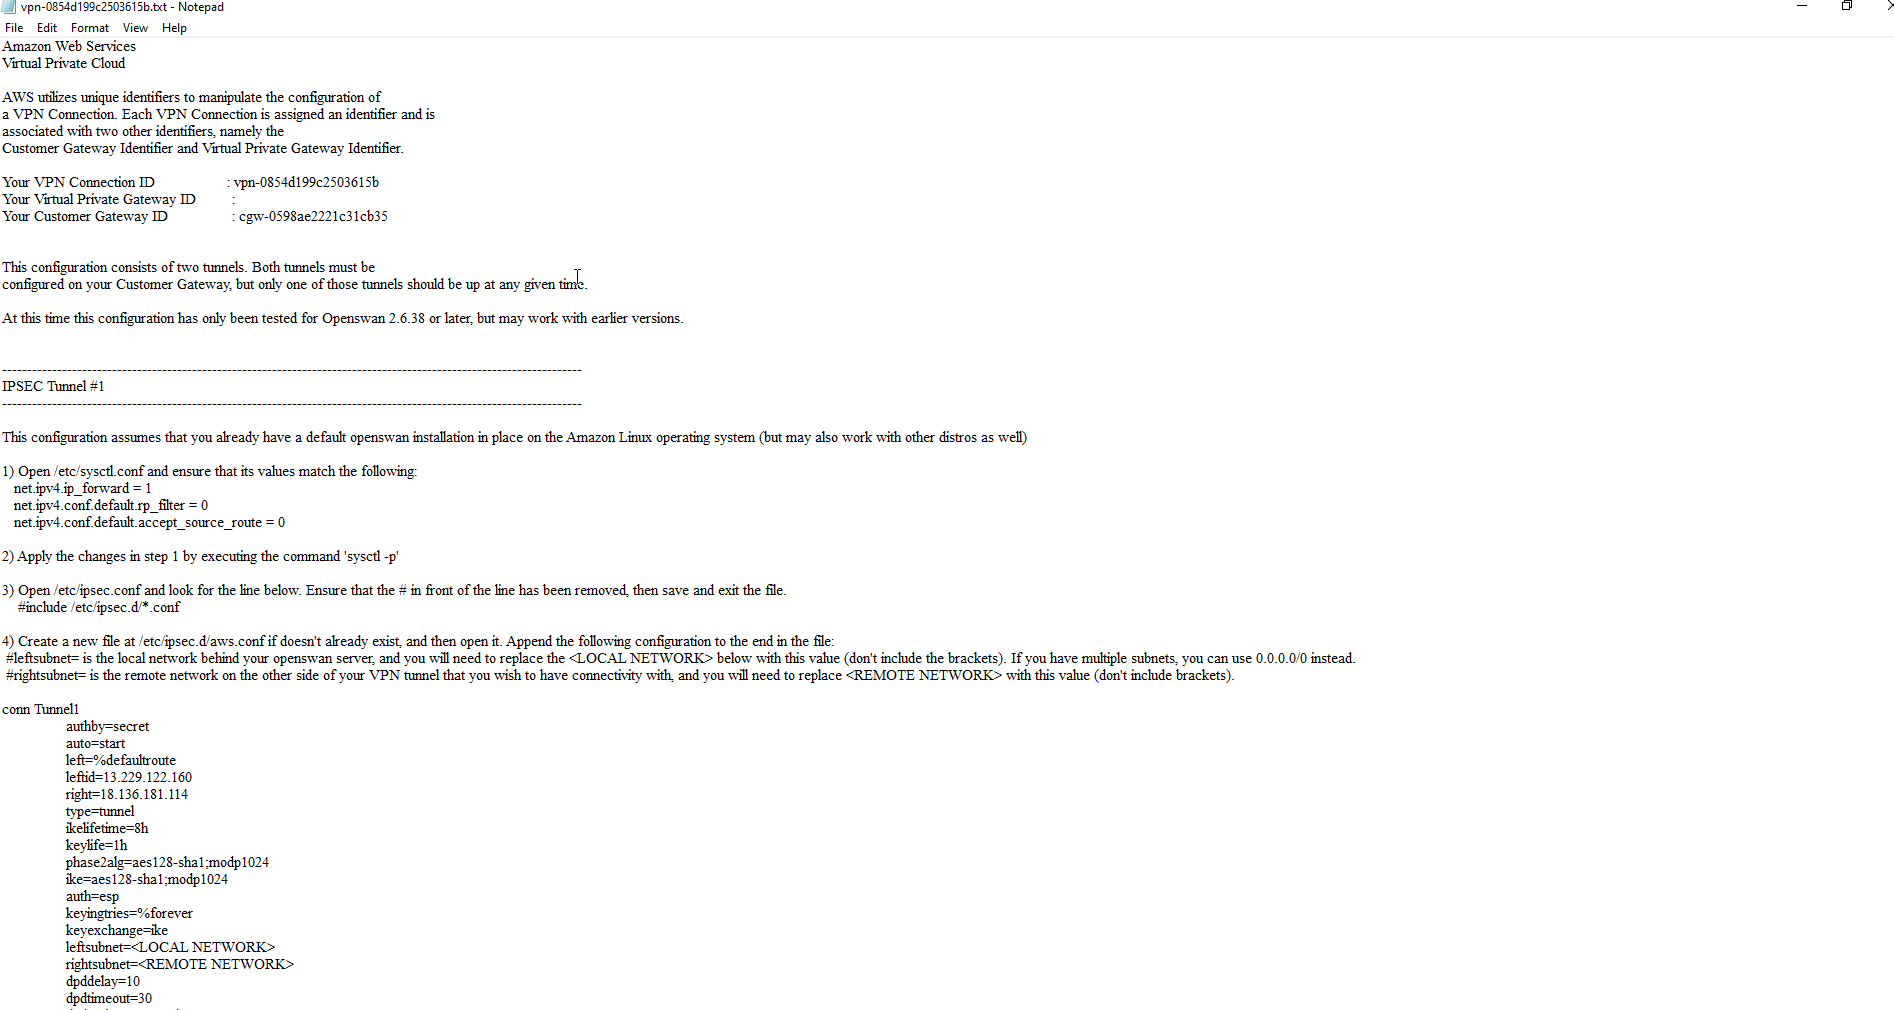 vpn-0854d199c2503615b.txt - Notepad
File Edit Format View Help
Amazon Web Services
Virtual Private Cloud
AWS utilizes unique identifiers to manipulate the configuration of
a VPN Connection. Each VPN Connection is assigned an identifier and is
associated with two other identifiers, namely the
Customer Gateway Identifier and Virtual Private Gateway Identifier.
Your VPN Connection ID : vpn-0854d199c2503615b
Your Virtual Private Gateway ID :
Your Customer Gateway ID : cgw-0598ae2221c31cb35
This configuration consists of two tunnels. Both tunnels must be
configured on your Customer Gateway, but only one of those tunnels should be up at any given time.
At this time this configuration has only been tested for Openswan 2.6.38 or later, but may work with earlier versions.
--------------------------------------------------------------------------------------------------------------------
IPSEC Tunnel #1
--------------------------------------------------------------------------------------------------------------------
This configuration assumes that you already have a default openswan installation in place on the Amazon Linux operating system (but may also work with other distros as well)
1) Open /etc/sysctl.conf and ensure that its values match the following:
net.ipv4.ip_forward = 1
net.ipv4.conf.default.rp_filter = 0
net.ipv4.conf.default.accept_source_route = 0
2) Apply the changes in step 1 by executing the command 'sysctl -p'
3) Open /etc/ipsec.conf and look for the line below. Ensure that the # in front of the line has been removed, then save and exit the file.
#include /etc/ipsec.d/*.conf
4) Create a new file at /etc/ipsec.d/aws.conf if doesn't already exist, and then open it. Append the following configuration to the end in the file:
#leftsubnet= is the local network behind your openswan server, and you will need to replace the <LOCAL NETWORK> below with this value (don't include the brackets). If you have multiple subnets, you can use 0.0.0.0/0 instead.
#rightsubnet= is the remote network on the other side of your VPN tunnel that you wish to have connectivity with, and you will need to replace <REMOTE NETWORK> with this value (don't include brackets).
conn Tunnel1
authby=secret
auto=start
left=%defaultroute
leftid=13.229.122.160
right=18.136.181.114
type=tunnel
ikelifetime=8h
keylife=1h
phase2alg=aes128-sha1;modp1024
ike=aes128-sha1;modp1024
auth=esp
keyingtries=%forever
keyexchange=ike
leftsubnet=<LOCAL NETWORK>
rightsubnet=<REMOTE NETWORK>
dpddelay=10
dpdtimeout=30